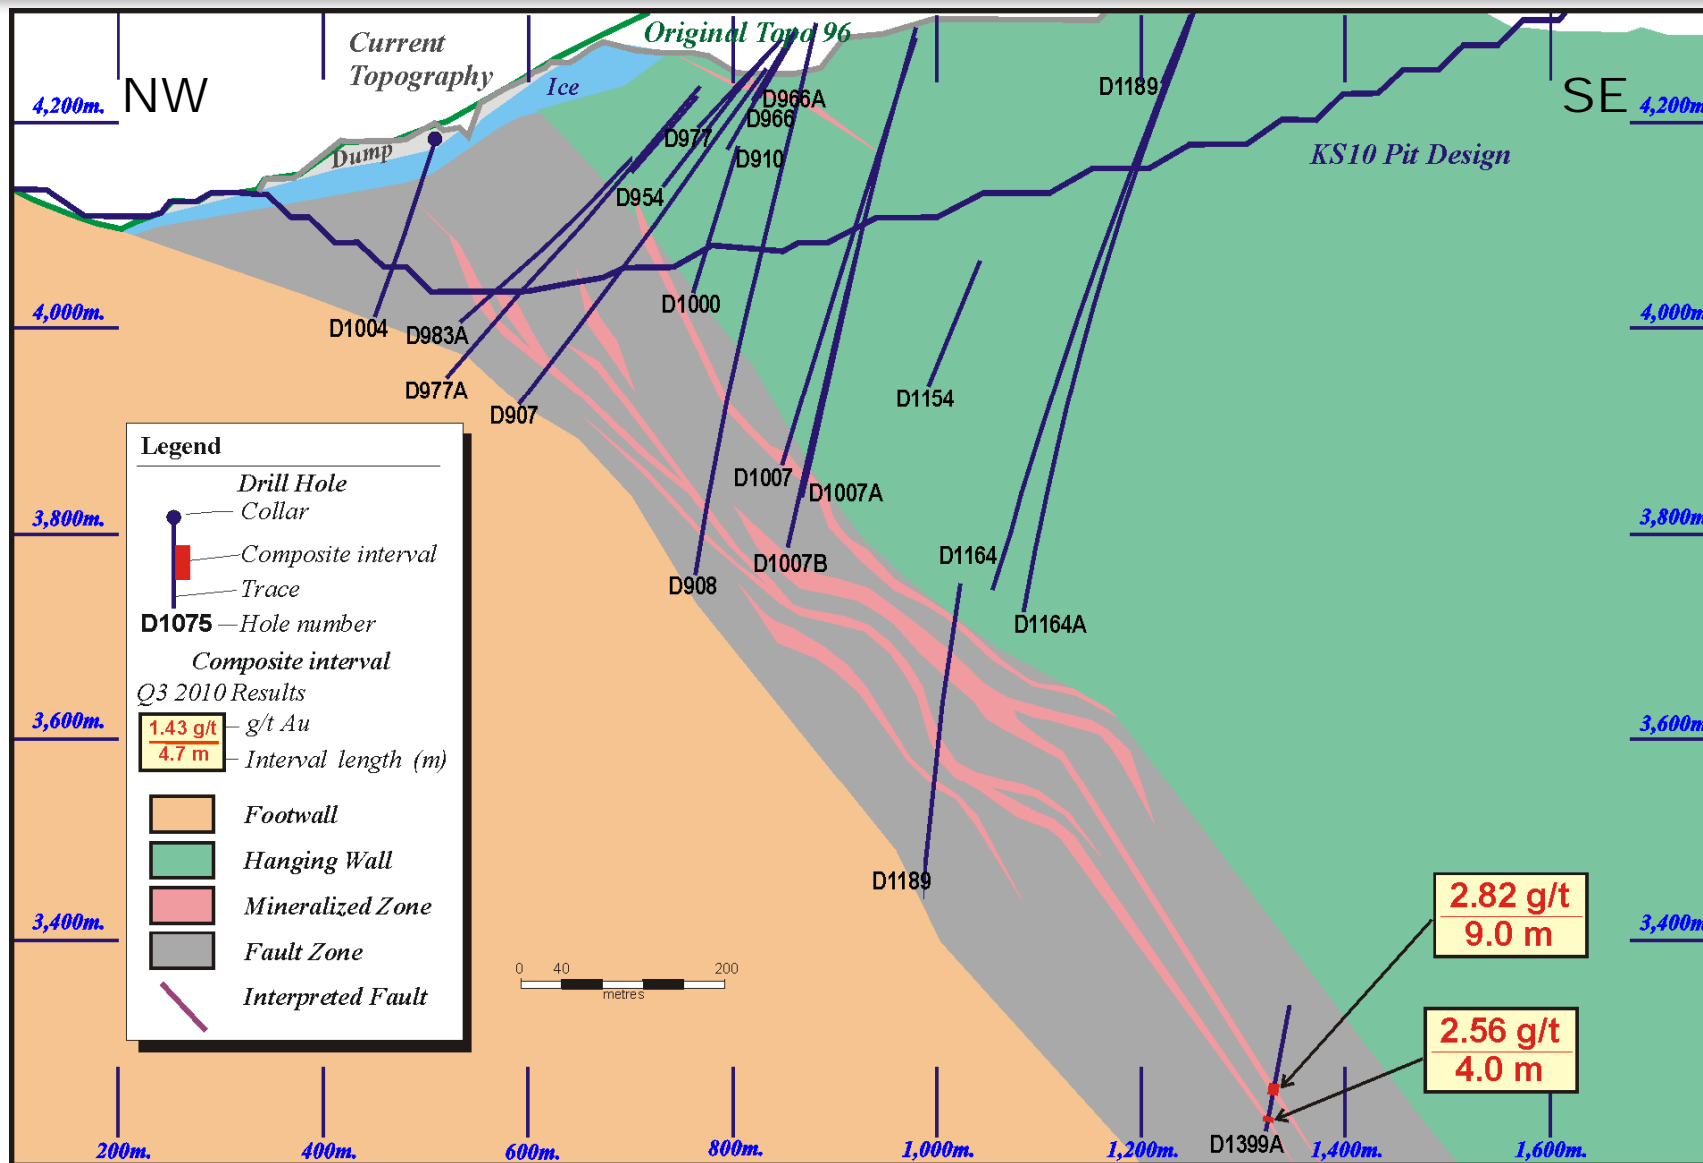 Original Topo 96
Current
Topography
NW
Ice
D1189
SE
4,200m.
4,200m
D966A
D966
D977
Dump
D910
KS10 Pit Design
D954
4,000m.
D1000
4,000m
D1004
D983A
D977A
D1154
D907
Legend
Drill Hole
Collar
Composite interval
Trace
D1075
Hole number
Composite interval
Q3 2010 Results
1.43 g/t
4.7 m
g/t Au
Interval length (m)
Footwall
Hanging Wall
Mineralized Zone
Fault Zone
Interpreted Fault
D1007
D1007A
3,800m.
3,800m
D1007B
D1164
D908
D1164A
3,600m.
3,600m
D1189
3,400m.
3,400m
2.82 g/t
9.0 m
0 40 200
metres
2.56 g/t
4.0 m
D1399A
200m.
400m.
600m.
800m.
1,000m.
1,200m.
1,400m.
1,600m.